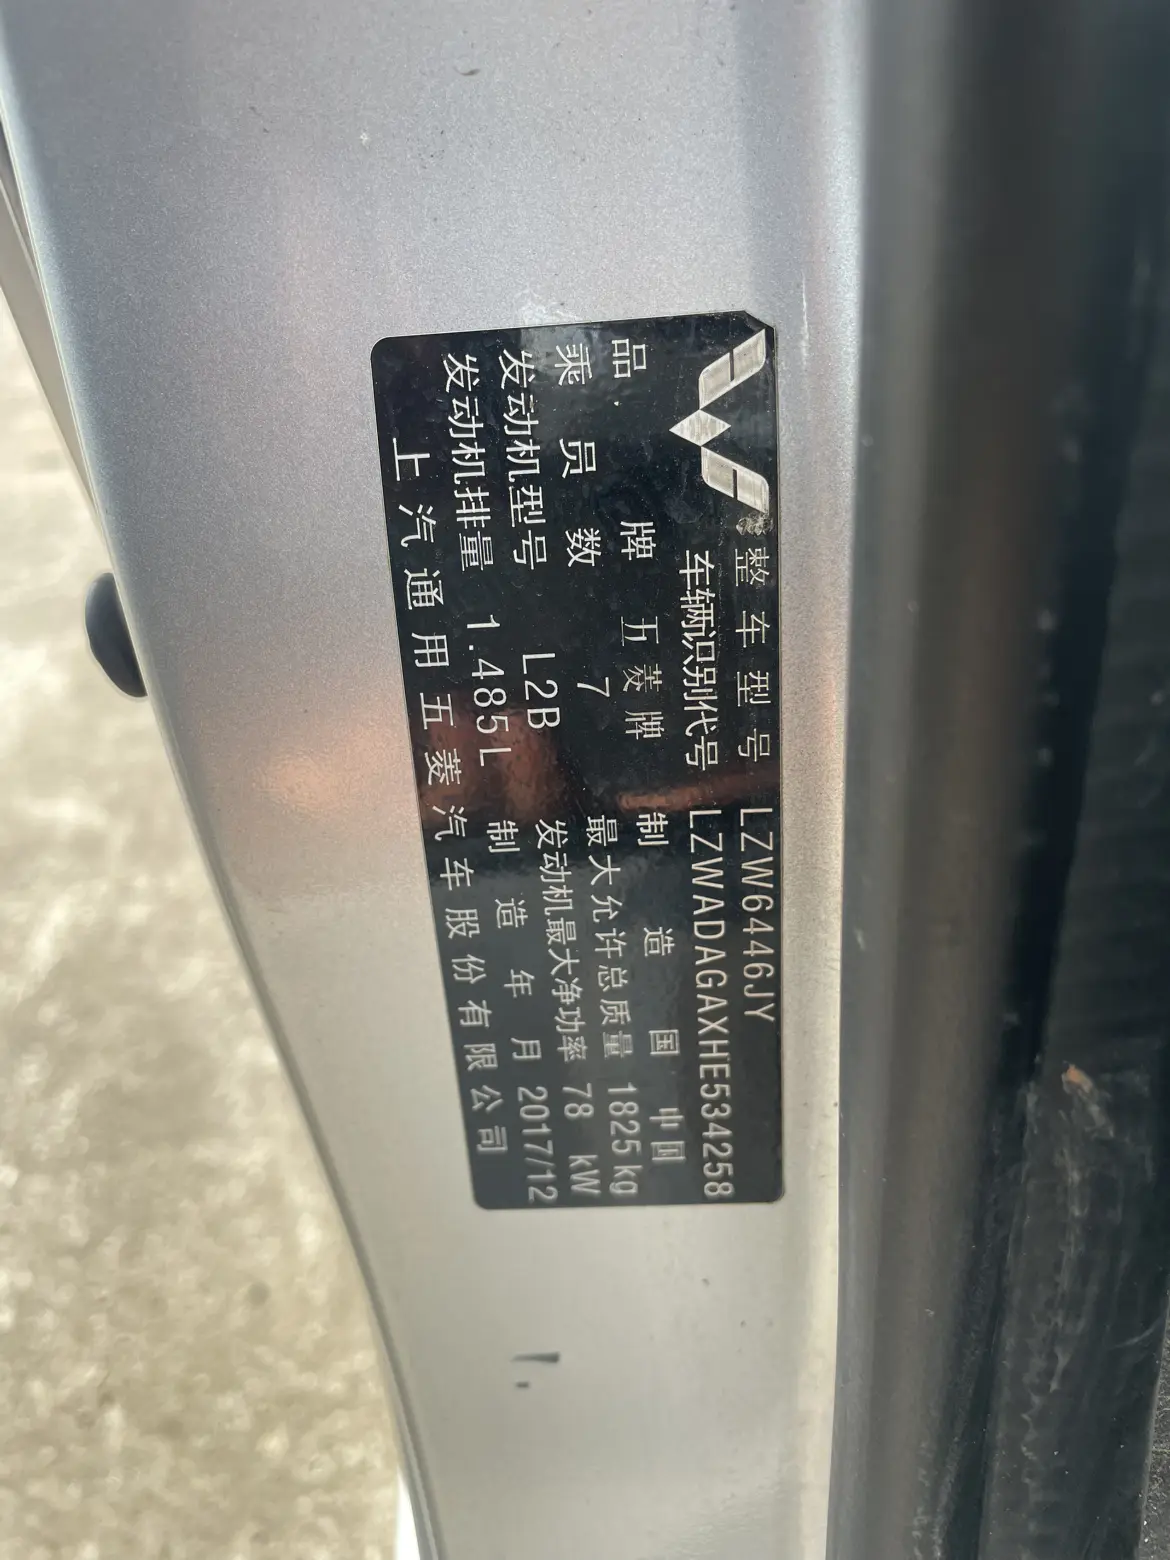 整车型号 LZW6446JY
车辆识别代号 LZWADAGAXHE534258
品牌 五菱牌 制造国 中国
乘员数 7 最大允许总质量 1825kg
发动机型号 L2B 发动机最大净功率 78 kW
发动机排量 1.485L 制造年月 2017/12
上汽通用五菱汽车股份有限公司